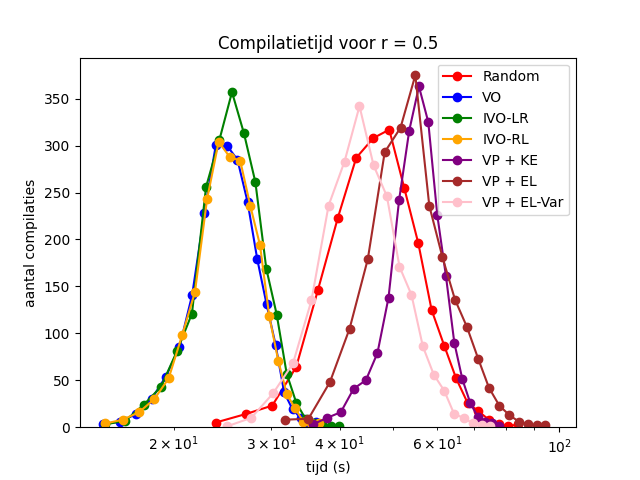 Compilatietijd voor r = 0.5
aantal compilaties
350
300
250
200
150
100
50
0
Random
VO
IVO-LR
IVO-RL
VP + KE
VP + EL
VP + EL-Var
2 × 10¹ 3 × 10¹ 4 × 10¹ 6 × 10¹ 10²
tijd (s)